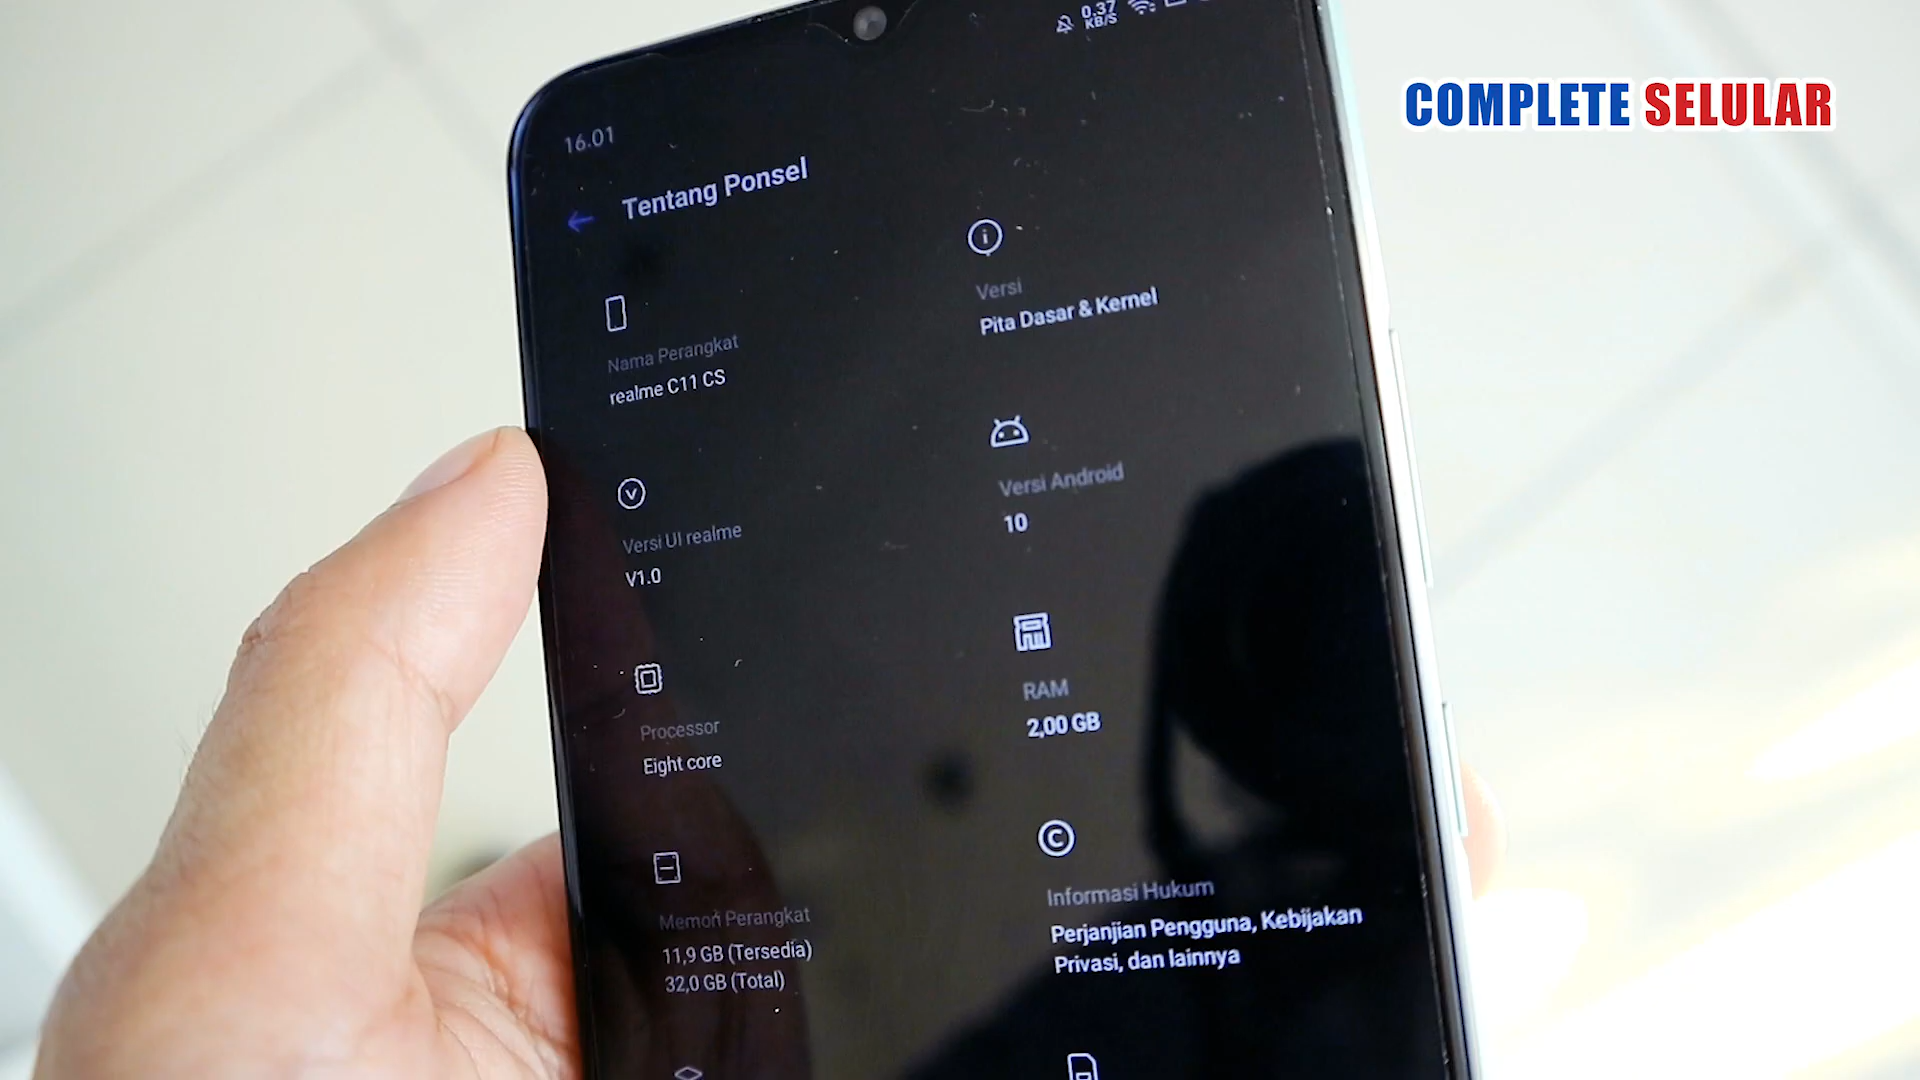 COMPLETE SELULAR
0.37
KB/S
16.01
Tentang Ponsel
Nama Perangkat
realme C11 CS
Versi
Pita Dasar & Kernel
Versi UI realme
V1.0
Versi Android
10
Processor
Eight core
RAM
2,00 GB
Memori Perangkat
11,9 GB (Tersedia)
32,0 GB (Total)
Informasi Hukum
Perjanjian Pengguna, Kebijakan
Privasi, dan lainnya